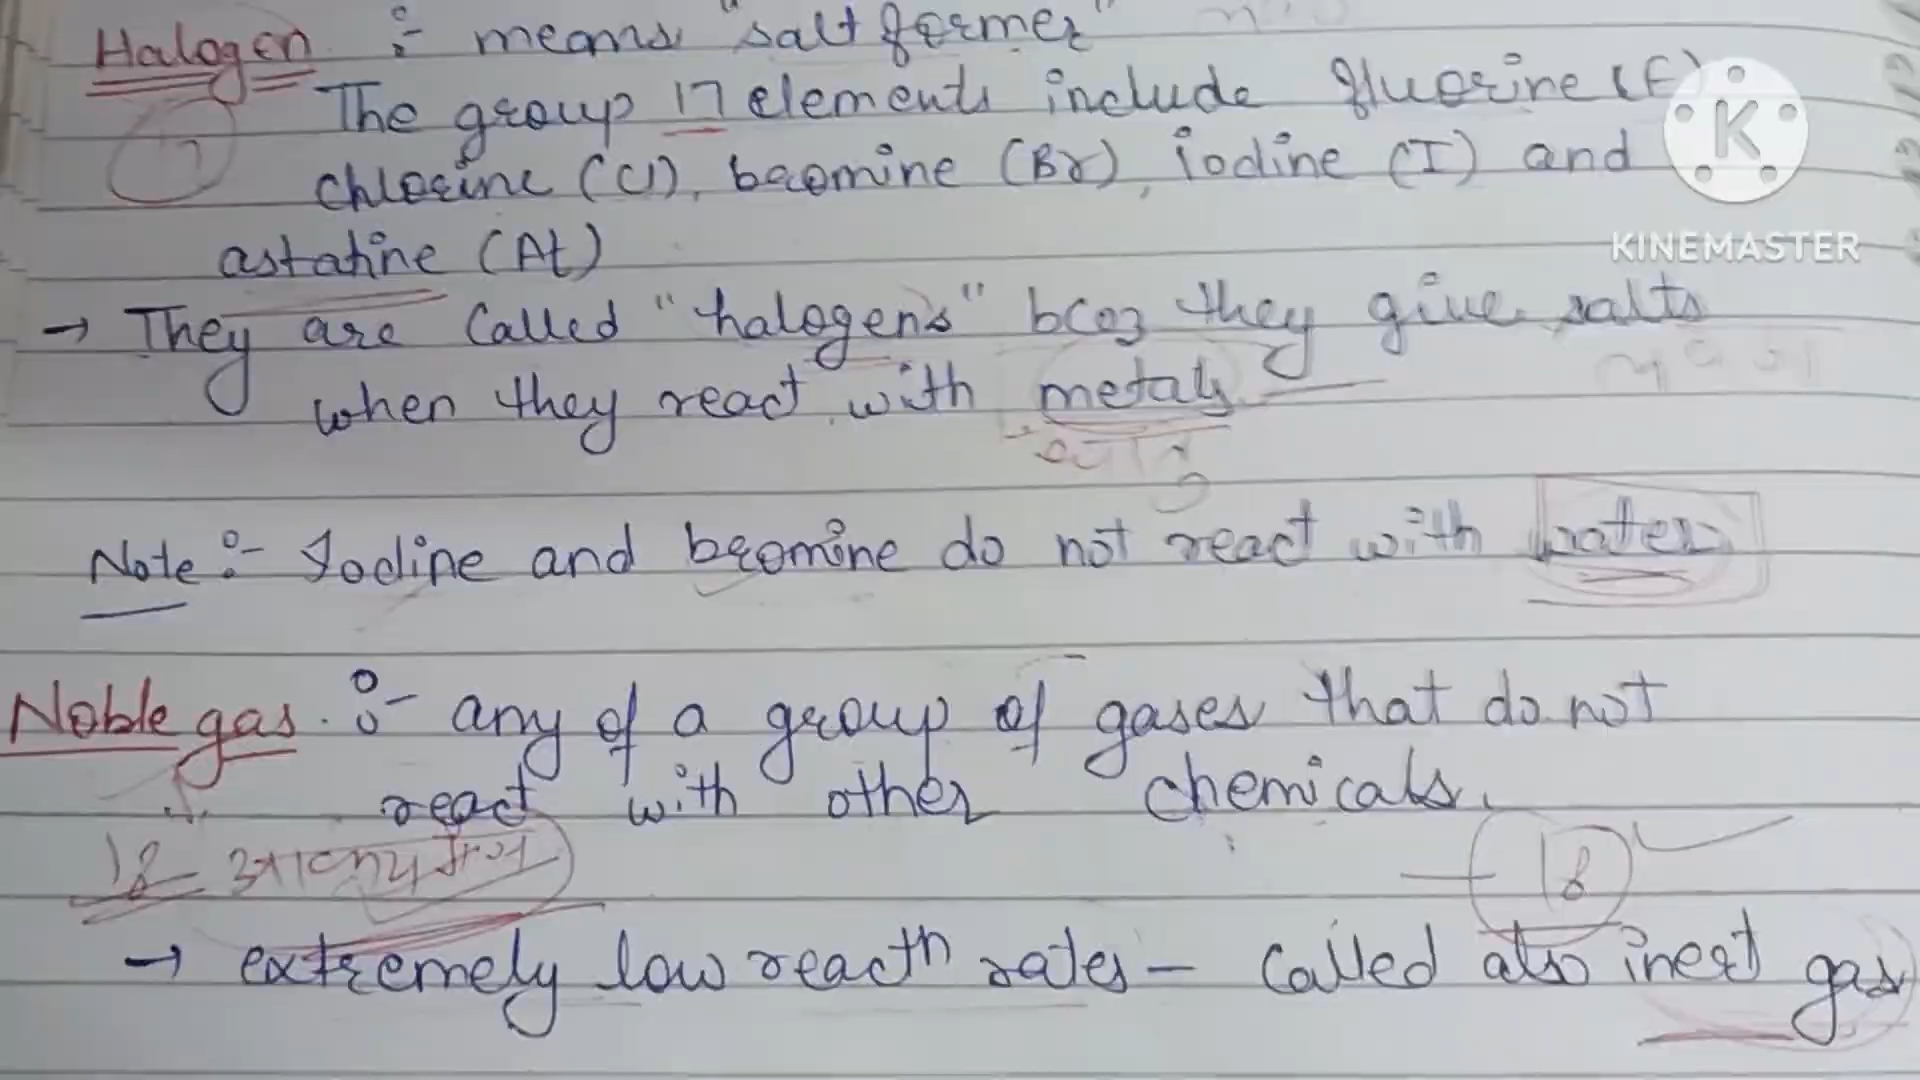 Halogen :- means "salt former"
The group 17 elements include fluorine (F)
chlorine (Cl), bromine (Br), iodine (I) and
astatine (At)
→ They are called "halogens" bcoz they give salts
when they react with metals
Note :- Iodine and bromine do not react with water
Noble gas :- any of a group of gases that do not
react with other chemicals.
18
→ extremely low reactn rates – called also inert gas
K
KINEMASTER